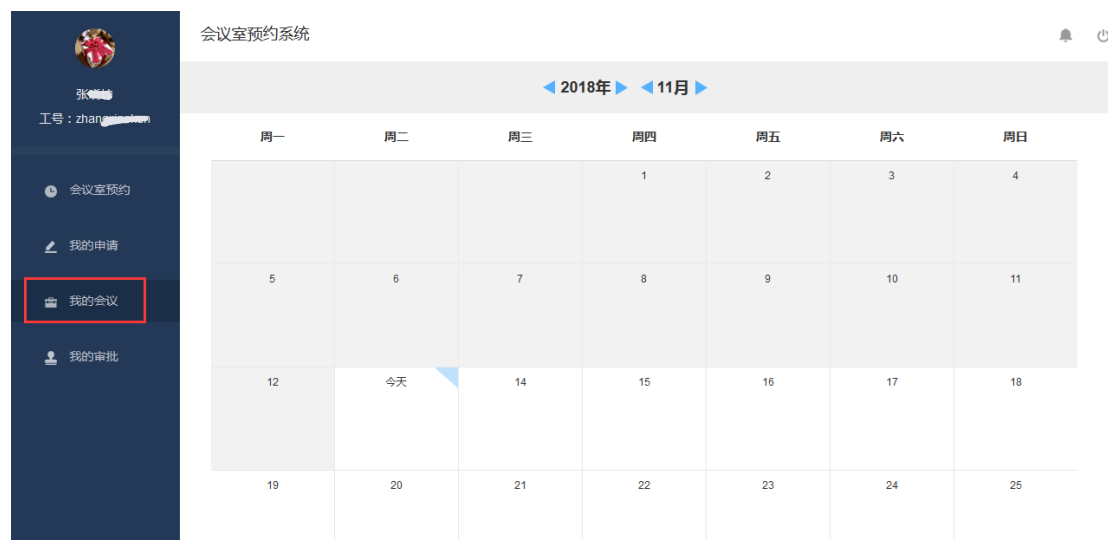 会议室预约系统
张
工号：zhan
会议室预约
我的申请
我的会议
我的审批
2018年 11月
周一 周二 周三 周四 周五 周六 周日
1 2 3 4
5 6 7 8 9 10 11
12 今天 14 15 16 17 18
19 20 21 22 23 24 25